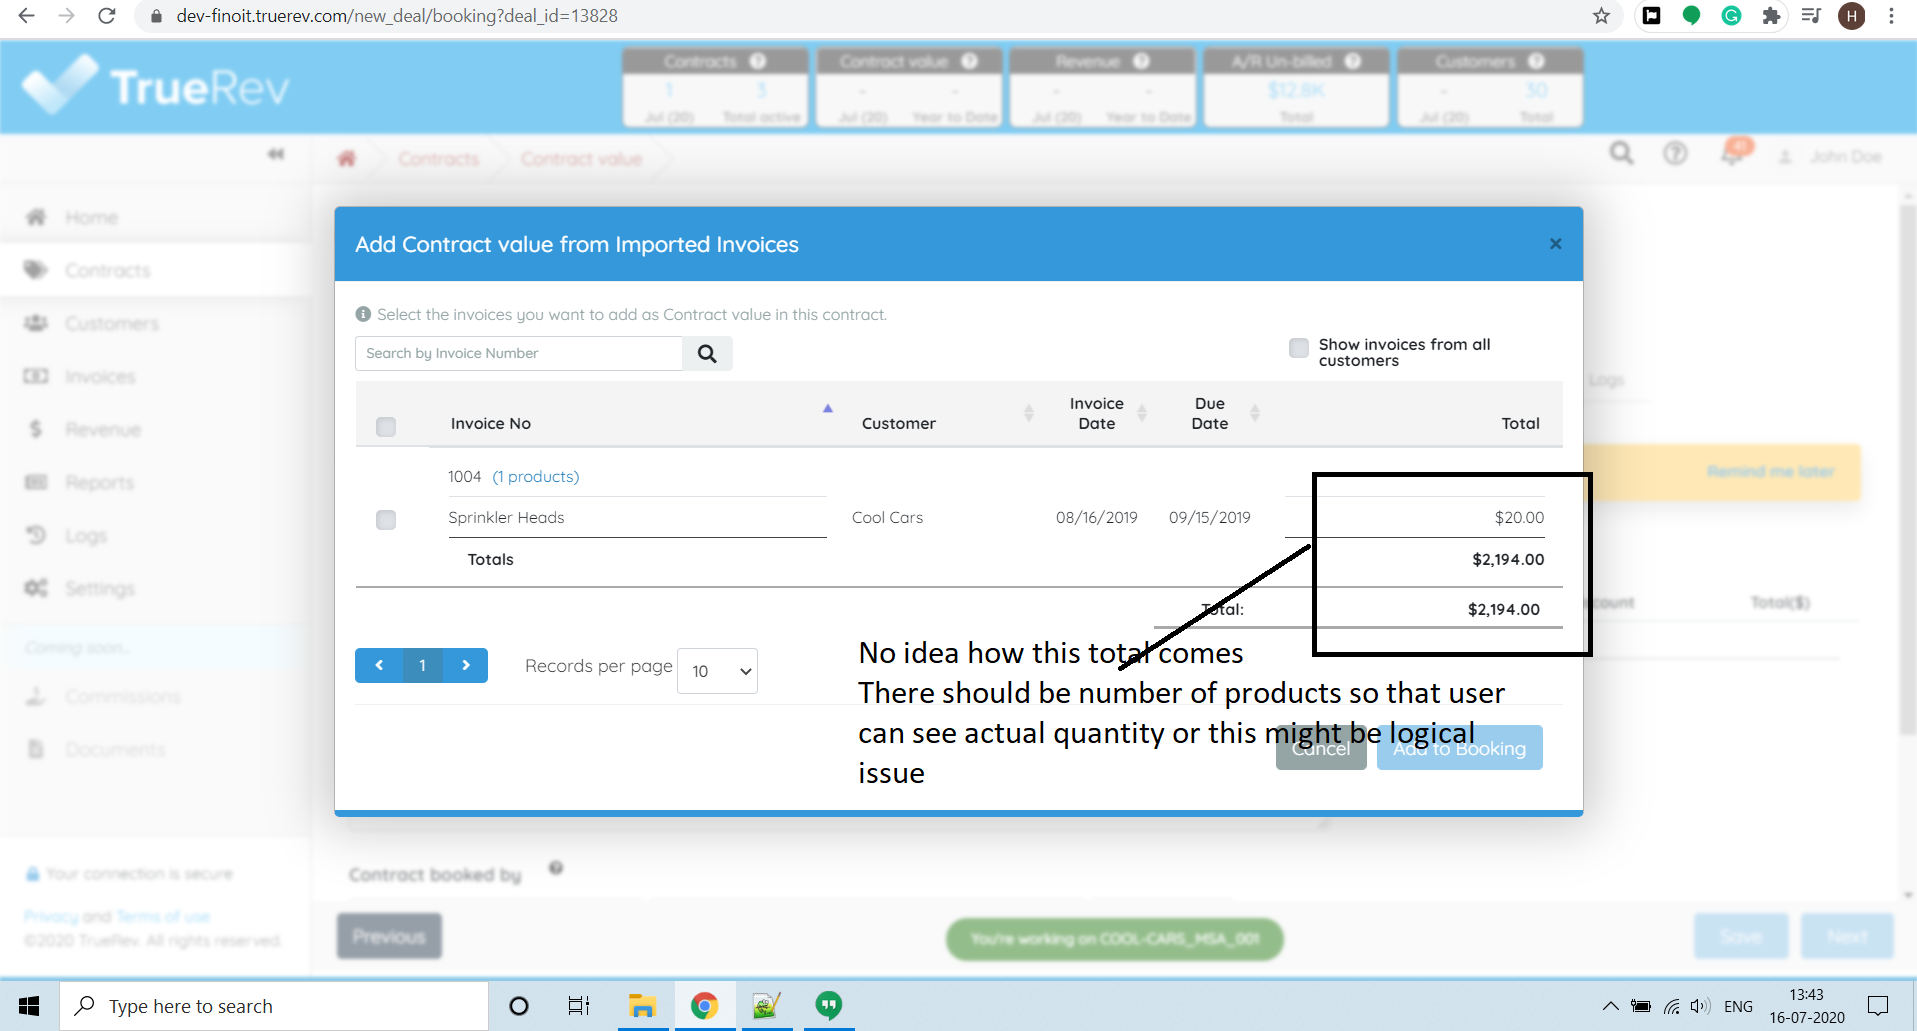 dev-finoit.truerev.com/new_deal/booking?deal_id=13828
H
TrueRev
Contracts ?
1 3
Jul (20) Total active
Contract value ?
- -
Jul (20) Year to Date
Revenue ?
- -
Jul (20) Year to Date
A/R Un-billed ?
$12.8K
Total
Customers ?
- 30
Jul (20) Total
Contracts
Contract value
41
John Doe
Home
Contracts
Customers
Invoices
Revenue
Reports
Logs
Settings
Coming soon...
Commissions
Documents
Your connection is secure
Privacy and Terms of use
©2020 TrueRev. All rights reserved.
Add Contract value from Imported Invoices
×
Select the invoices you want to add as Contract value in this contract.
Search by Invoice Number
Show invoices from all
customers
Logs
Invoice No Customer Invoice Date Due Date Total
1004 (1 products)
Remind me later
Sprinkler Heads Cool Cars 08/16/2019 09/15/2019 $20.00
Totals $2,194.00
Total: $2,194.00
Total($)
1
Records per page 10
No idea how this total comes
There should be number of products so that user
can see actual quantity or this might be logical
issue
Cancel
Add to Booking
Contract booked by ?
Previous
You're working on COOL-CARS_MSA_001
Save
Next
Type here to search
ENG
13:43
16-07-2020